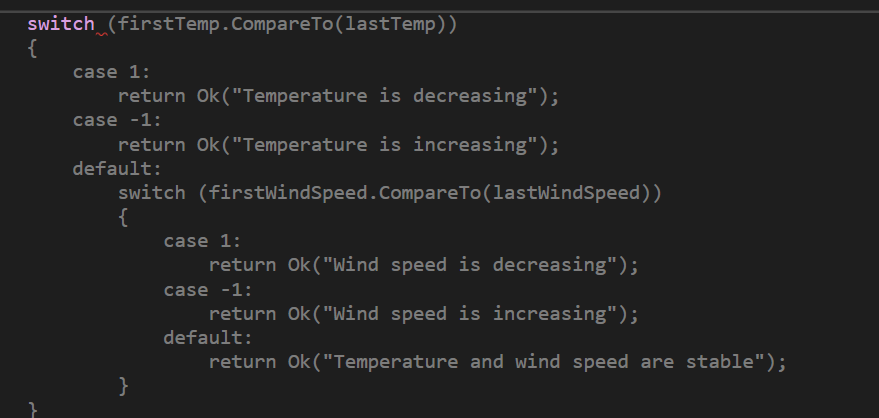 switch (firstTemp.CompareTo(lastTemp))
{
    case 1:
        return Ok("Temperature is decreasing");
    case -1:
        return Ok("Temperature is increasing");
    default:
        switch (firstWindSpeed.CompareTo(lastWindSpeed))
        {
            case 1:
                return Ok("Wind speed is decreasing");
            case -1:
                return Ok("Wind speed is increasing");
            default:
                return Ok("Temperature and wind speed are stable");
        }
}